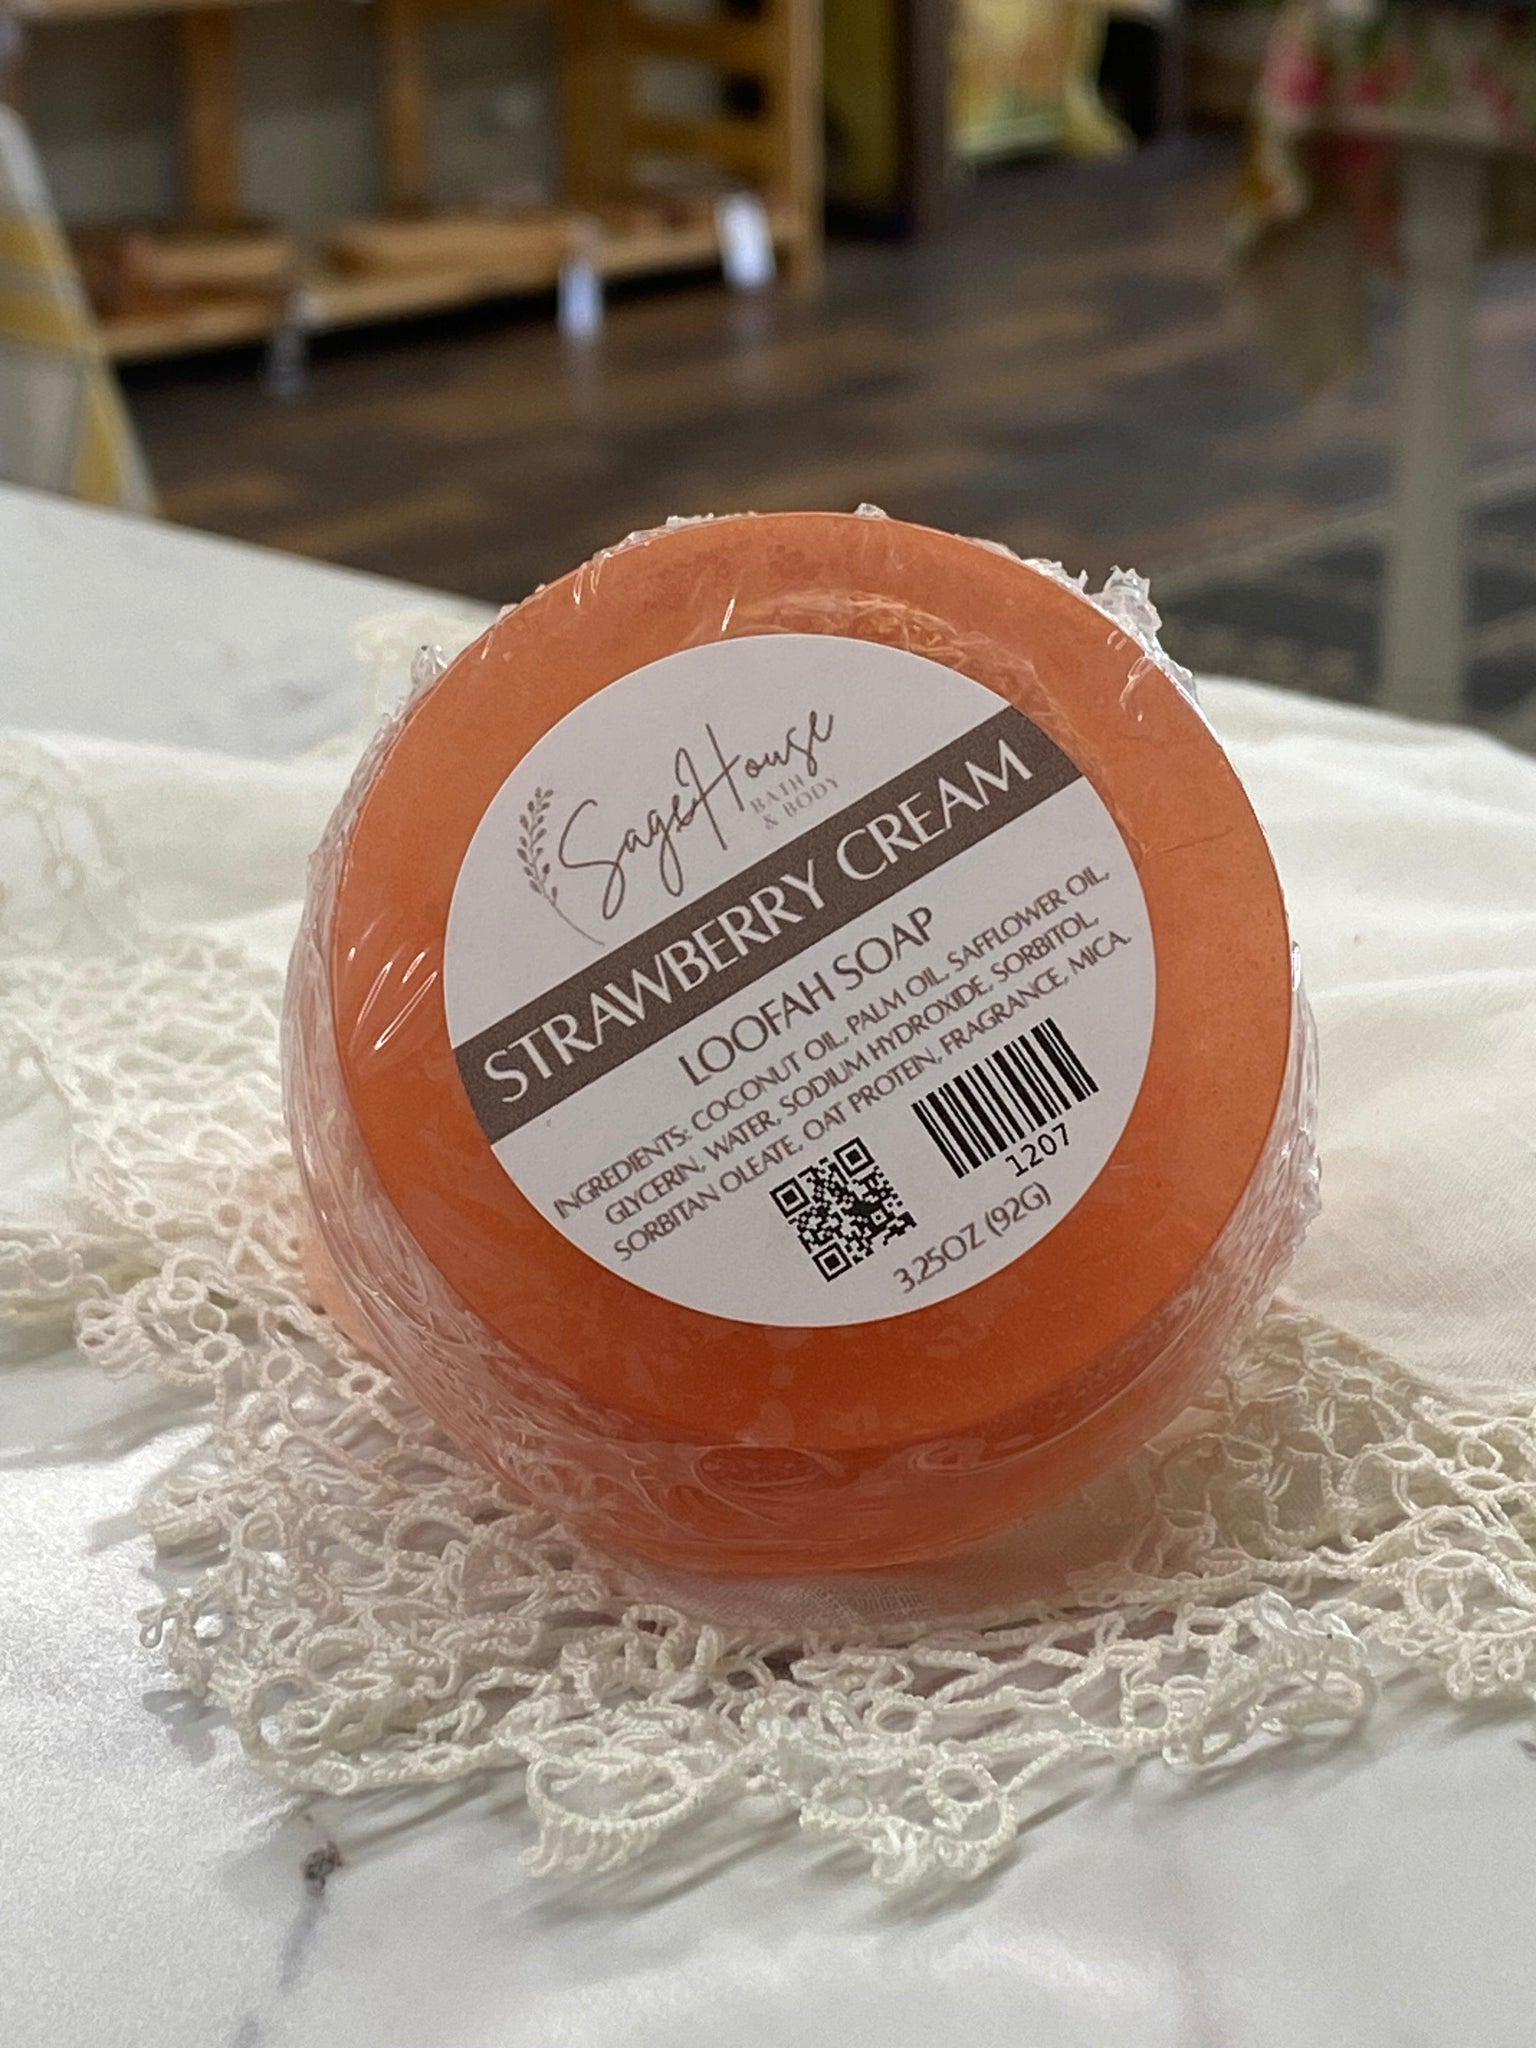 SageHouse
BATH
& BODY
STRAWBERRY CREAM
LOOFAH SOAP
INGREDIENTS: COCONUT OIL, PALM OIL, SAFFLOWER OIL,
GLYCERIN, WATER, SODIUM HYDROXIDE, SORBITOL,
SORBITAN OLEATE, OAT PROTEIN, FRAGRANCE, MICA.
1207
3.25OZ (92G)